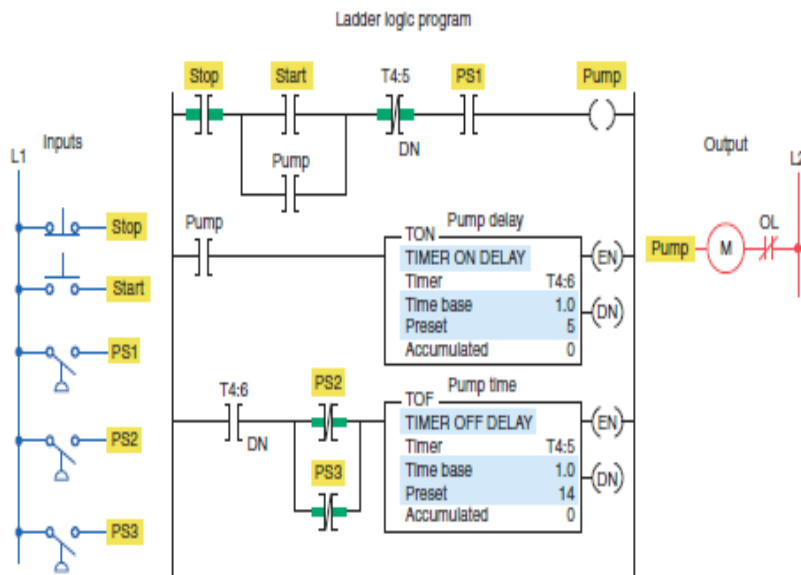 Ladder logic program
Stop
Start
T4:5
PS1
Pump
DN
Pump
Inputs
L1
Stop
Start
PS1
PS2
PS3
Pump
Pump delay
TON
TIMER ON DELAY
EN
Timer T4:6
Time base 1.0
DN
Preset 5
Accumulated 0
T4:6
DN
PS2
PS3
Pump time
TOF
TIMER OFF DELAY
EN
Timer T4:5
Time base 1.0
DN
Preset 14
Accumulated 0
Output
L2
Pump
M
OL